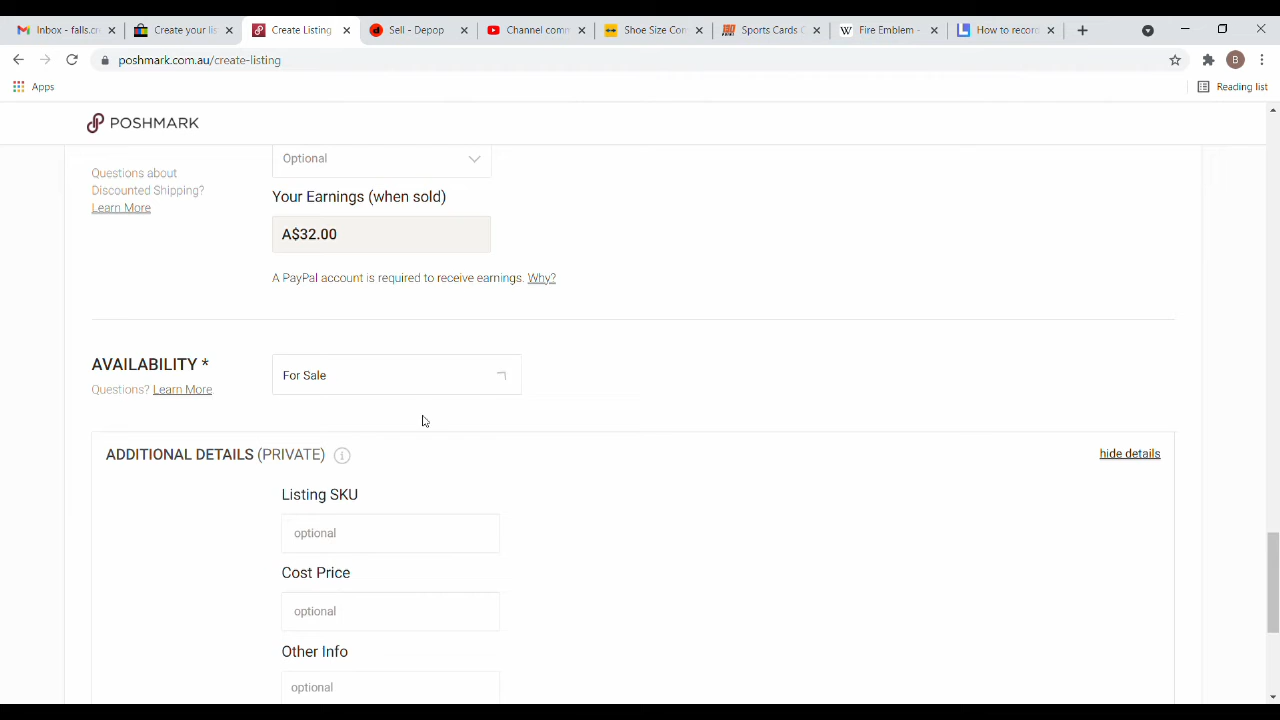 Inbox - falls.cr
Create your lis
Create Listing
Sell - Depop
Channel com
Shoe Size Cor
Sports Cards C
Fire Emblem -
How to recor
poshmark.com.au/create-listing
B
Apps
Reading list
POSHMARK
Optional
Questions about
Discounted Shipping?
Learn More
Your Earnings (when sold)
A$32.00
A PayPal account is required to receive earnings. Why?
AVAILABILITY *
For Sale
Questions? Learn More
ADDITIONAL DETAILS (PRIVATE)
hide details
Listing SKU
optional
Cost Price
optional
Other Info
optional